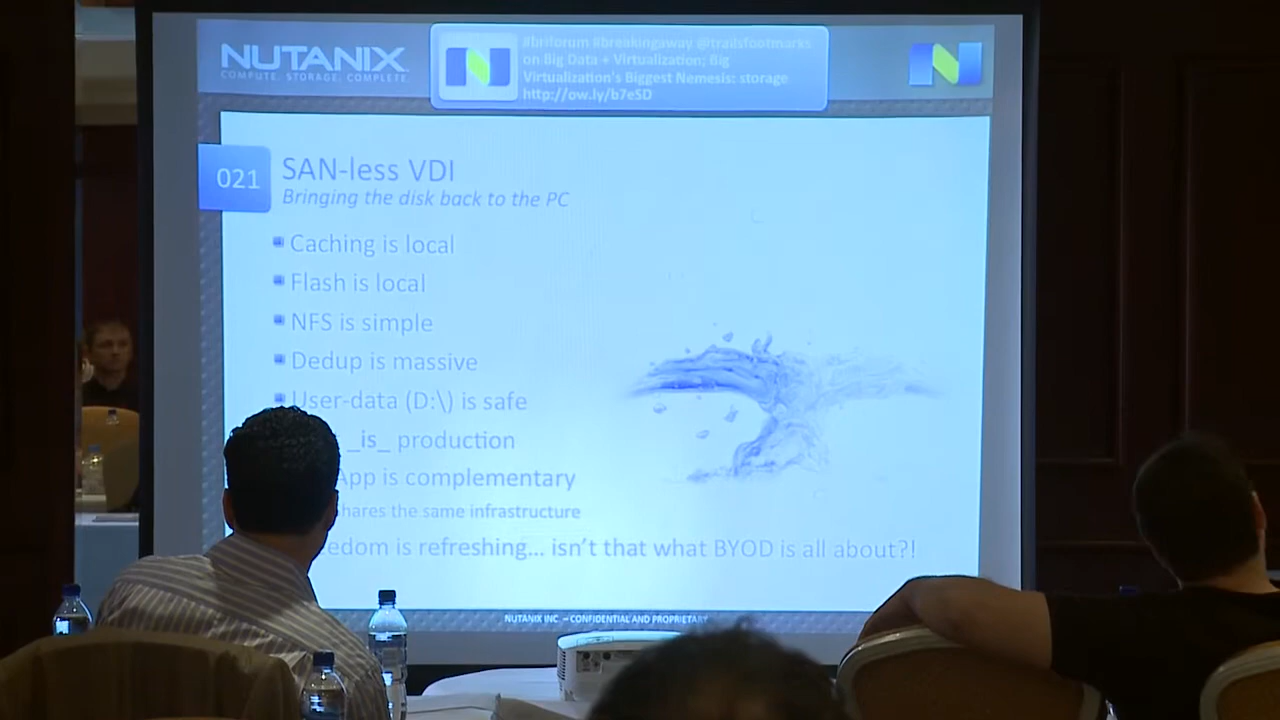 NUTANIX
COMPUTE. STORAGE. COMPLETE.
#briforum #breakingaway @trailsfootmarks
on Big Data + Virtualization; Big
Virtualization's Biggest Nemesis: storage
http://ow.ly/b7eSD
N
021
SAN-less VDI
Bringing the disk back to the PC
Caching is local
Flash is local
NFS is simple
Dedup is massive
User-data (D:\) is safe
_is_ production
App is complementary
hares the same infrastructure
edom is refreshing... isn't that what BYOD is all about?!
NUTANIX INC. – CONFIDENTIAL AND PROPRIETARY